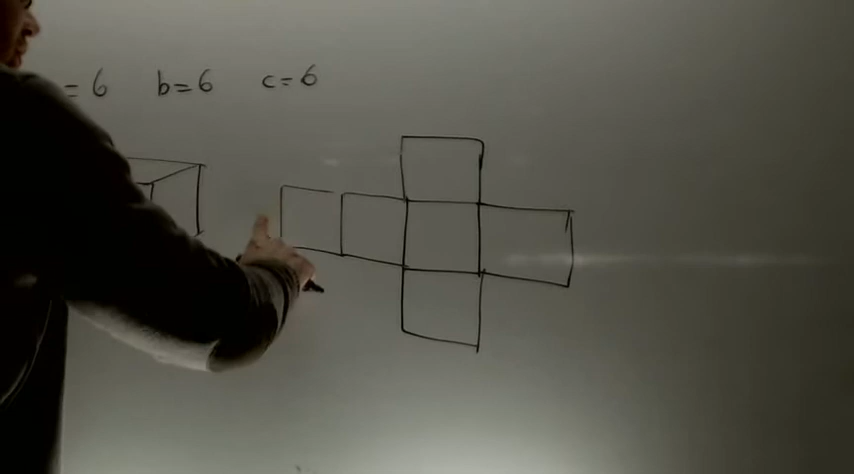 = 6 b = 6 c = 6